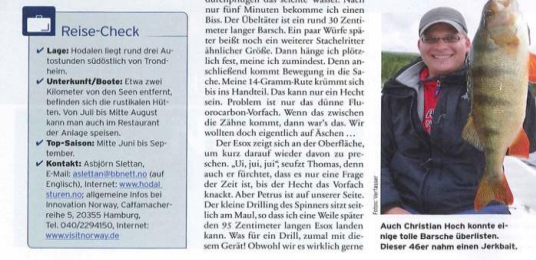 Reise-Check
✔ Lage: Hodalen liegt rund drei Au-
tostunden südöstlich von Trond-
heim.
✔ Unterkunft/Boote: Etwa zwei
Kilometer von den Seen entfernt,
befinden sich die rustikalen Hüt-
ten. Von Juli bis Mitte August
kann man auch im Restaurant
der Anlage speisen.
✔ Top-Saison: Mitte Juni bis Sep-
tember.
✔ Kontakt: Asbjörn Slettan,
E-Mail: aslettan@bbnett.no (auf
Englisch), Internet: www.hodal
sturen.no; allgemeine Infos bei
Innovation Norway, Caffamacher-
reihe 5, 20355 Hamburg,
Tel. 040/2294150, Internet:
www.visitnorway.de
nur fünf Minuten bekomme ich einen
Biss. Der Übeltäter ist ein rund 30 Zenti-
meter langer Barsch. Ein paar Würfe spä-
ter beißt noch ein weiterer Stachelritter
ähnlicher Größe. Dann hänge ich plötz-
lich fest, meine ich zumindest. Denn an-
schließend kommt Bewegung in die Sa-
che. Meine 14-Gramm-Rute krümmt sich
bis ins Handteil. Das kann nur ein Hecht
sein. Problem ist nur das dünne Flu-
orocarbon-Vorfach. Wenn das zwischen
die Zähne kommt, dann war's das. Wir
wollten doch eigentlich auf Äschen ...
Der Esox zeigt sich an der Oberfläche,
um kurz darauf wieder davon zu pre-
schen. „Ui, jui, jui“, seufzt Thomas, denn
auch er fürchtet, dass es nur eine Frage
der Zeit ist, bis der Hecht das Vorfach
knackt. Aber Petrus ist auf unserer Seite.
Der kleine Drilling des Spinners sitzt seit-
lich am Maul, so dass ich eine Weile später
den 95 Zentimeter langen Esox landen
kann. Was für ein Drill, zumal mit die-
sem Gerät! Obwohl wir es wirklich gerne
Fotos: Verfasser
Auch Christian Hoch konnte ei-
nige tolle Barsche überlisten.
Dieser 46er nahm einen Jerkbait.